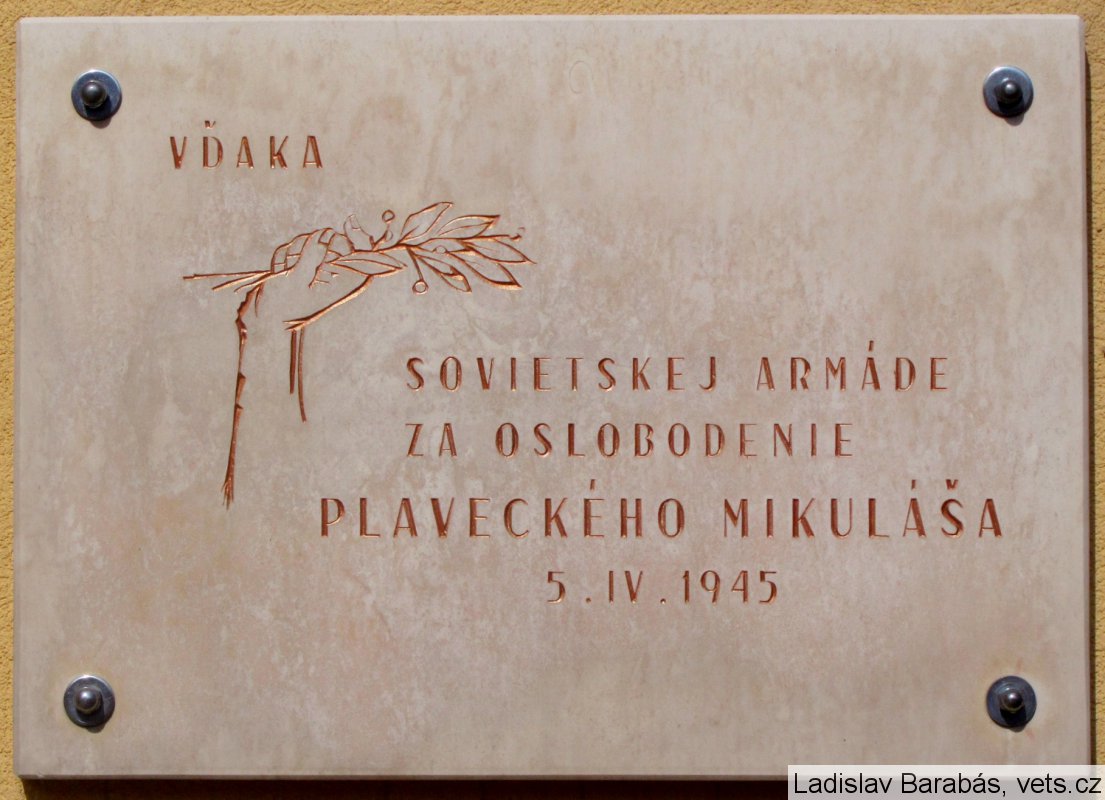 VĎAKA
SOVIETSKEJ ARMÁDE
ZA OSLOBODENIE
PLAVECKÉHO MIKULÁŠA
5.IV.1945
Ladislav Barabás, vets.cz